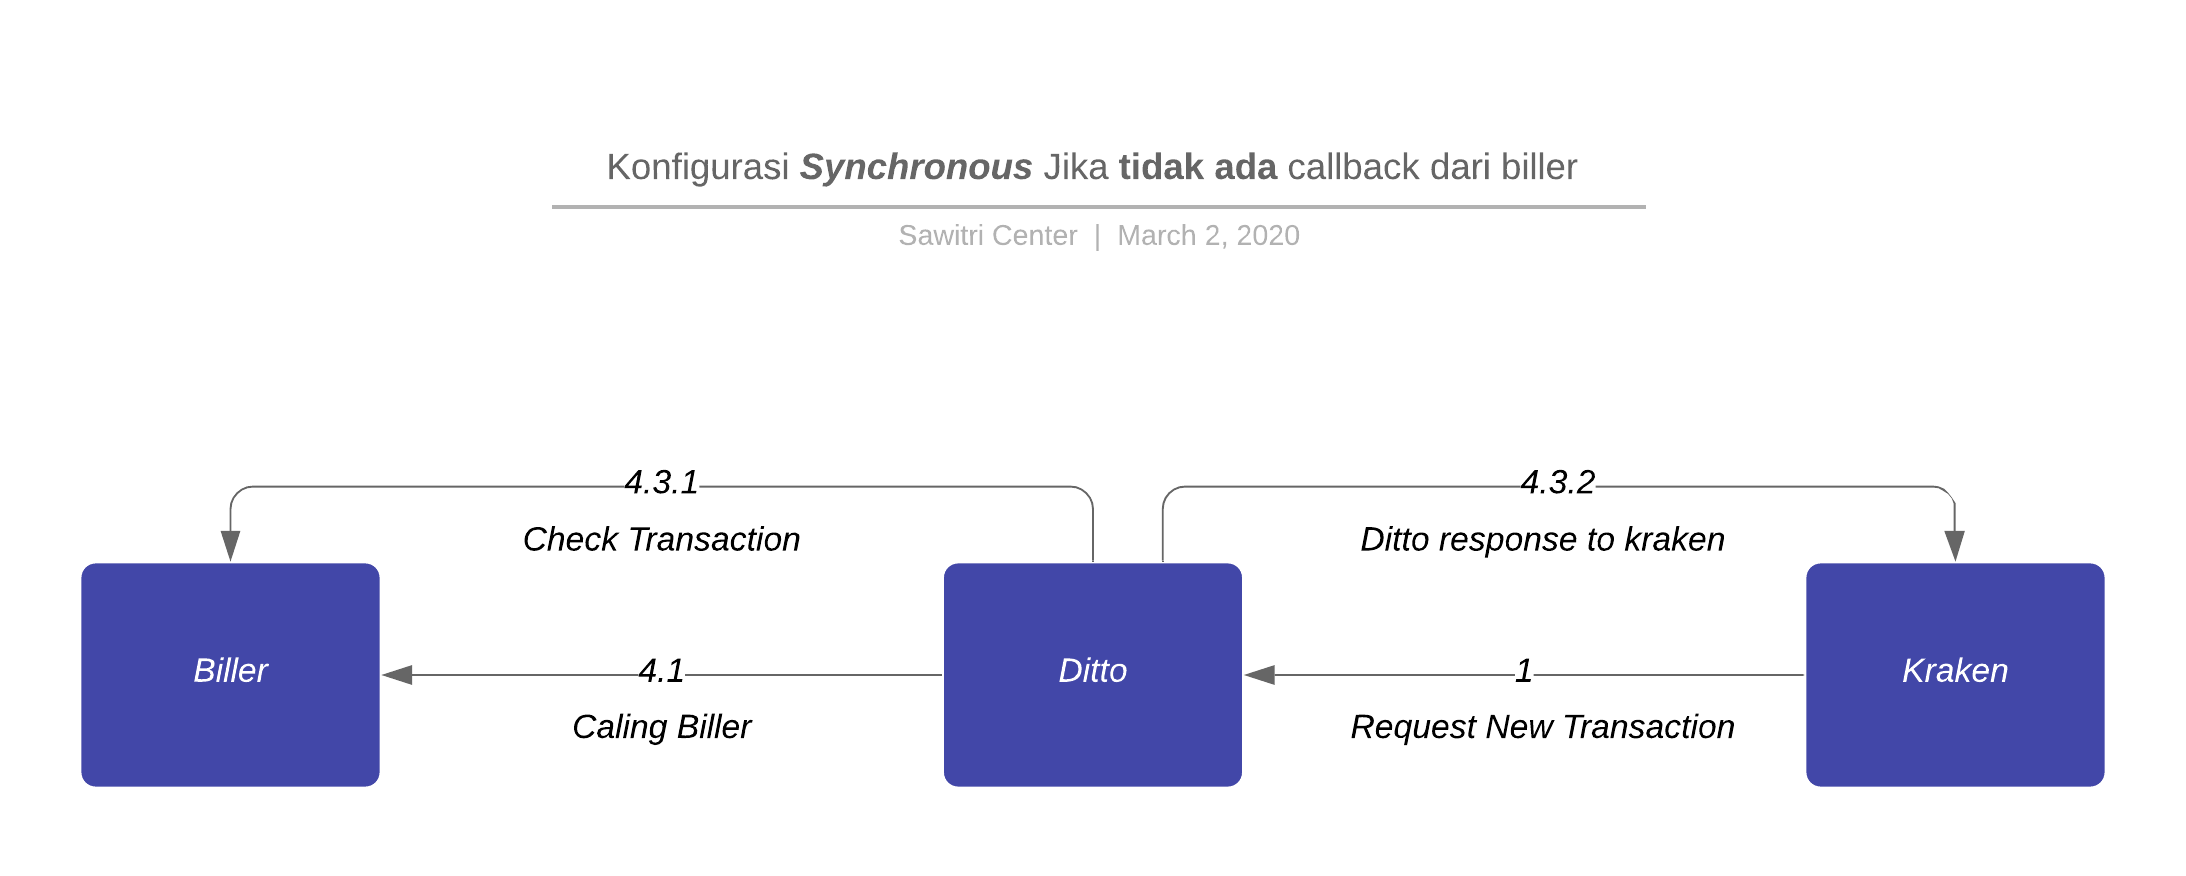 Konfigurasi Synchronous Jika tidak ada callback dari biller
Sawitri Center | March 2, 2020
4.3.1
Check Transaction
4.3.2
Ditto response to kraken
Biller
4.1
Caling Biller
Ditto
1
Request New Transaction
Kraken